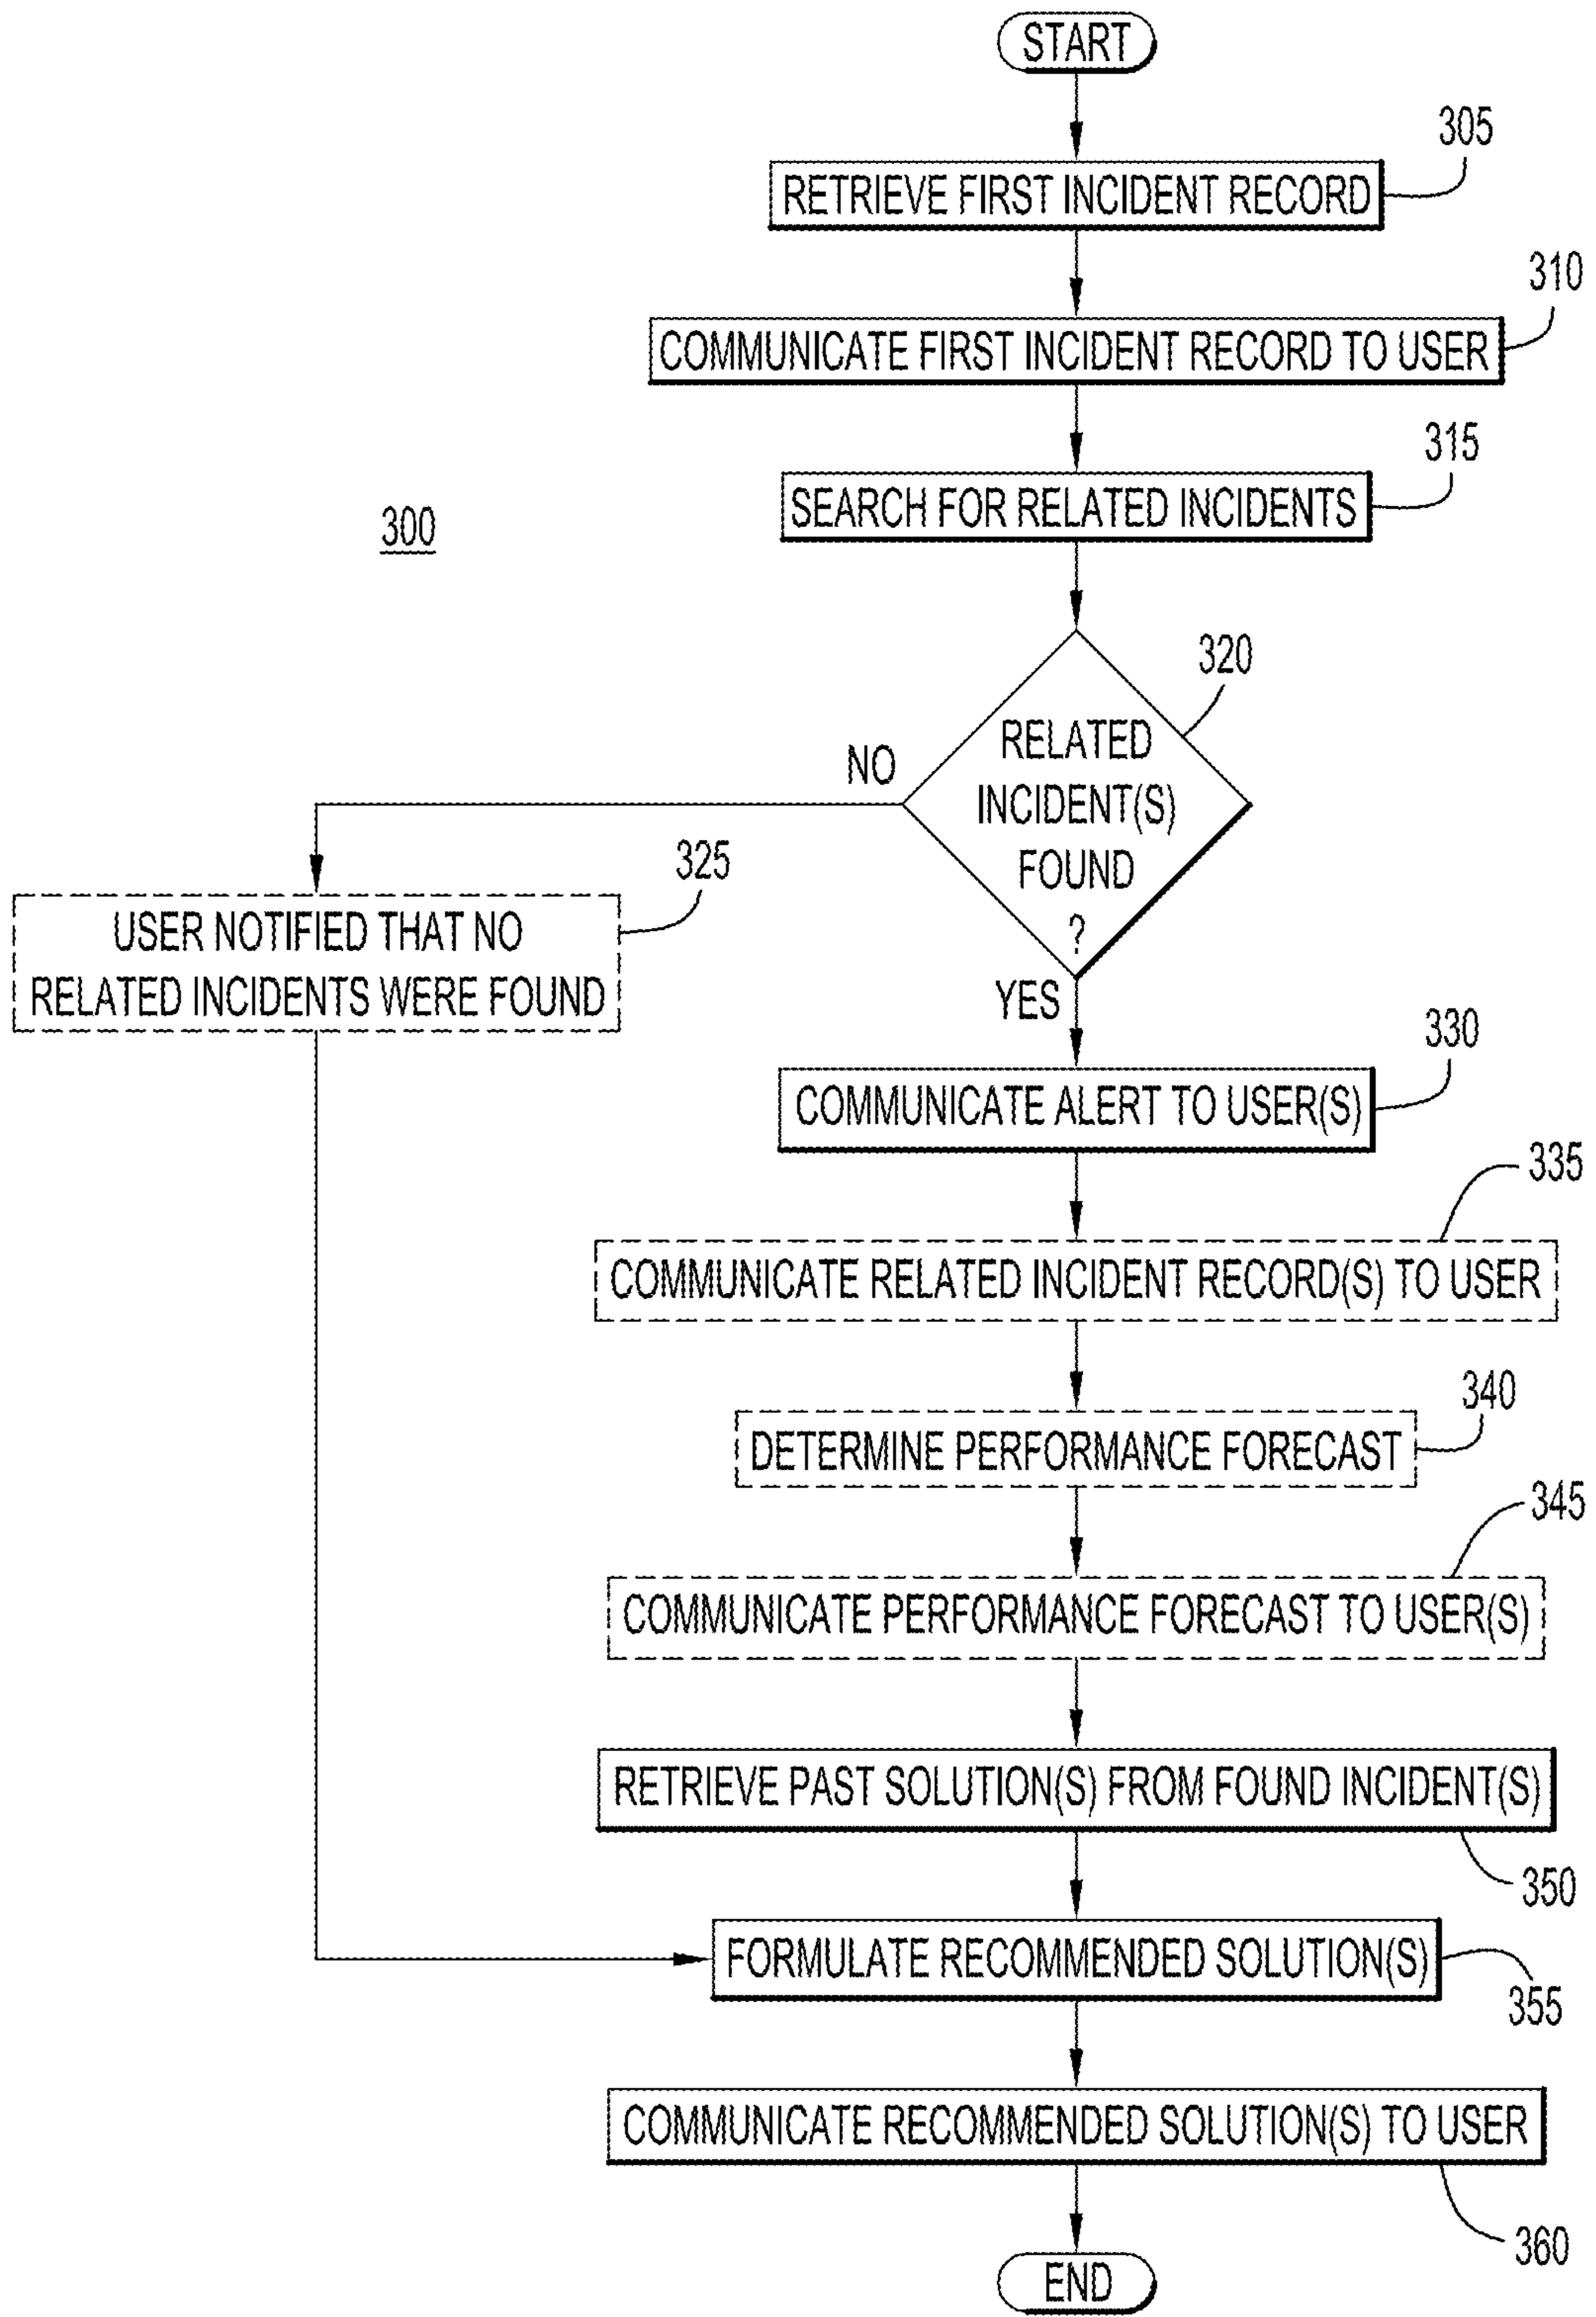 START
305
RETRIEVE FIRST INCIDENT RECORD
310
COMMUNICATE FIRST INCIDENT RECORD TO USER
315
SEARCH FOR RELATED INCIDENTS
300
320
RELATED
INCIDENT(S)
FOUND
?
NO
325
USER NOTIFIED THAT NO
RELATED INCIDENTS WERE FOUND
YES
330
COMMUNICATE ALERT TO USER(S)
335
COMMUNICATE RELATED INCIDENT RECORD(S) TO USER
340
DETERMINE PERFORMANCE FORECAST
345
COMMUNICATE PERFORMANCE FORECAST TO USER(S)
RETRIEVE PAST SOLUTION(S) FROM FOUND INCIDENT(S)
350
FORMULATE RECOMMENDED SOLUTION(S)
355
COMMUNICATE RECOMMENDED SOLUTION(S) TO USER
360
END